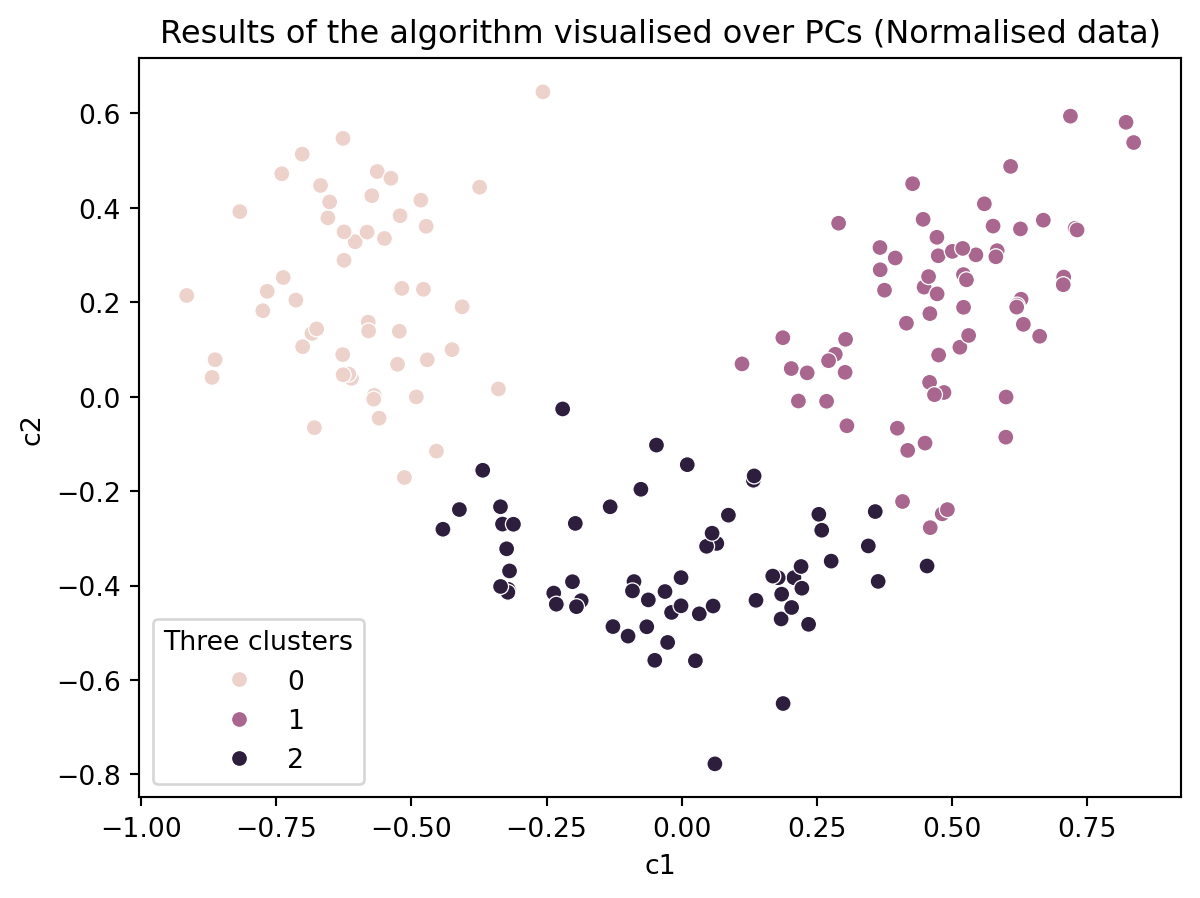 Results of the algorithm visualised over PCs (Normalised data)
c2
0.6
0.4
0.2
0.0
−0.2
−0.4
−0.6
−0.8
Three clusters
0
1
2
−1.00 −0.75 −0.50 −0.25 0.00 0.25 0.50 0.75
c1